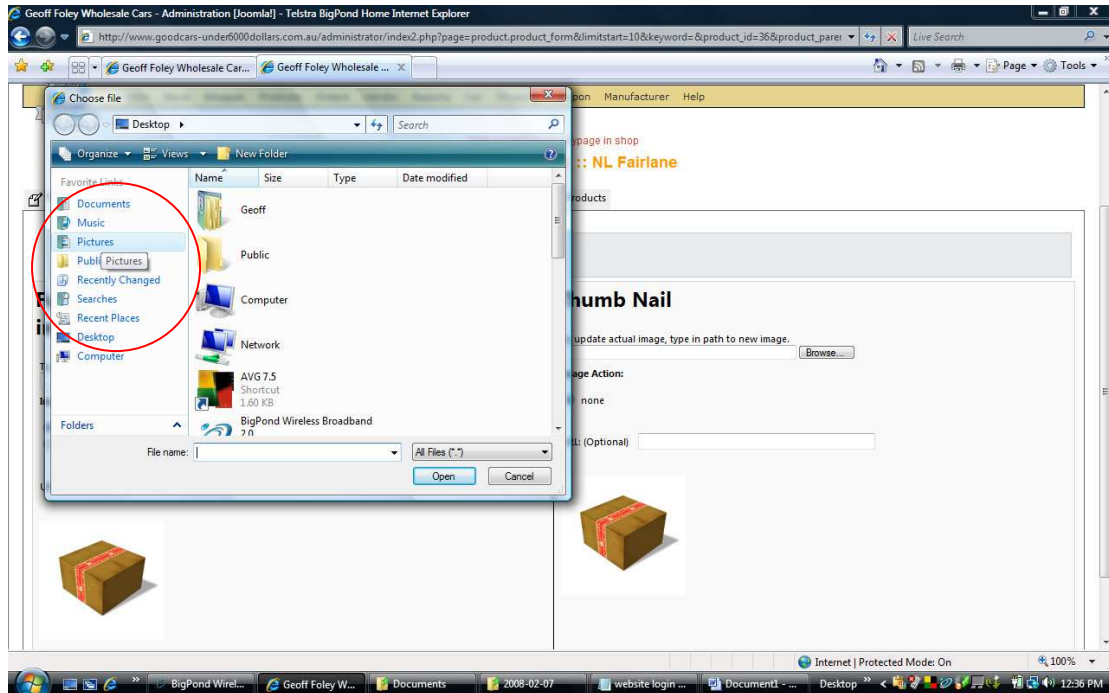 Geoff Foley Wholesale Cars - Administration [Joomla!] - Telstra BigPond Home Internet Explorer
http://www.goodcars-under6000dollars.com.au/administrator/index2.php?page=product.product_form&limitstart=10&keyword=&product_id=36&product_parer
Live Search
Geoff Foley Wholesale Car...
Geoff Foley Wholesale ...
Page
Tools
Choose file
pon Manufacturer Help
Desktop
Search
ypage in shop
Organize Views New Folder
:: NL Fairlane
Favorite Links
Name Size Type Date modified
roducts
Documents
Music
Pictures
Publi
Pictures
Recently Changed
Searches
Recent Places
Desktop
Computer
Folders
Geoff
Public
Computer
Network
AVG 7.5
Shortcut
1.60 KB
BigPond Wireless Broadband
2.0
File name:
All Files (*.*)
Open Cancel
humb Nail
update actual image, type in path to new image.
Browse...
age Action:
none
(Optional)
Internet | Protected Mode: On
100%
BigPond Wirel...
Geoff Foley W...
Documents
2008-02-07
website login ...
Document1 - ...
Desktop
12:36 PM